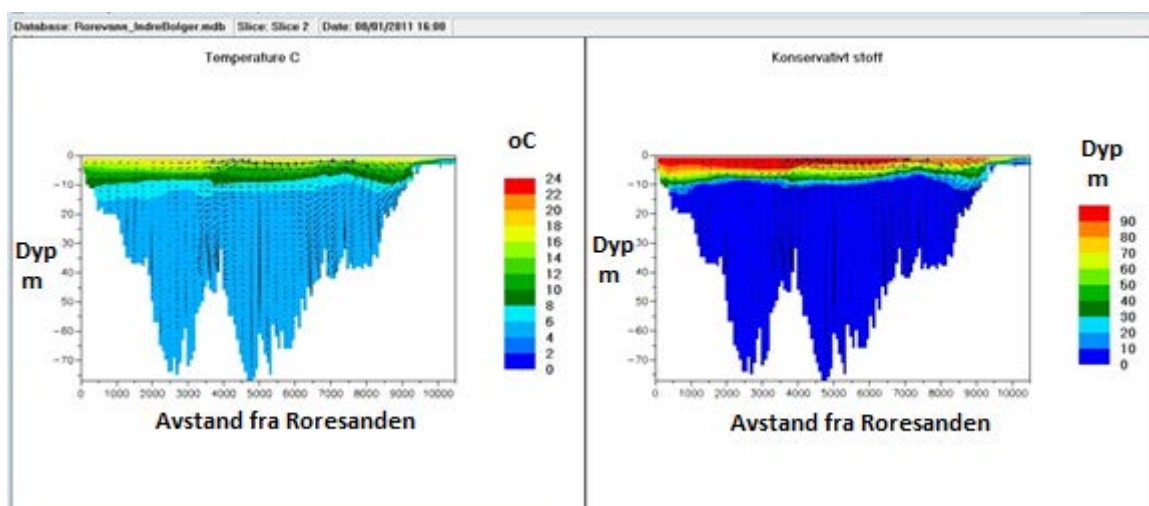 Database: Rorevann_IndreBolger.mdb Slice: Slice 2 Date: 08/01/2011 16:00
Temperature C
oC
24
22
20
18
16
14
12
10
8
6
4
2
0
0
-10
-20
-30
-40
-50
-60
-70
Dyp
m
0 1000 2000 3000 4000 5000 6000 7000 8000 9000 10000
Avstand fra Roresanden
Konservativt stoff
Dyp
m
90
80
70
60
50
40
30
20
10
0
0
-10
-20
-30
-40
-50
-60
-70
Dyp
m
0 1000 2000 3000 4000 5000 6000 7000 8000 9000 10000
Avstand fra Roresanden